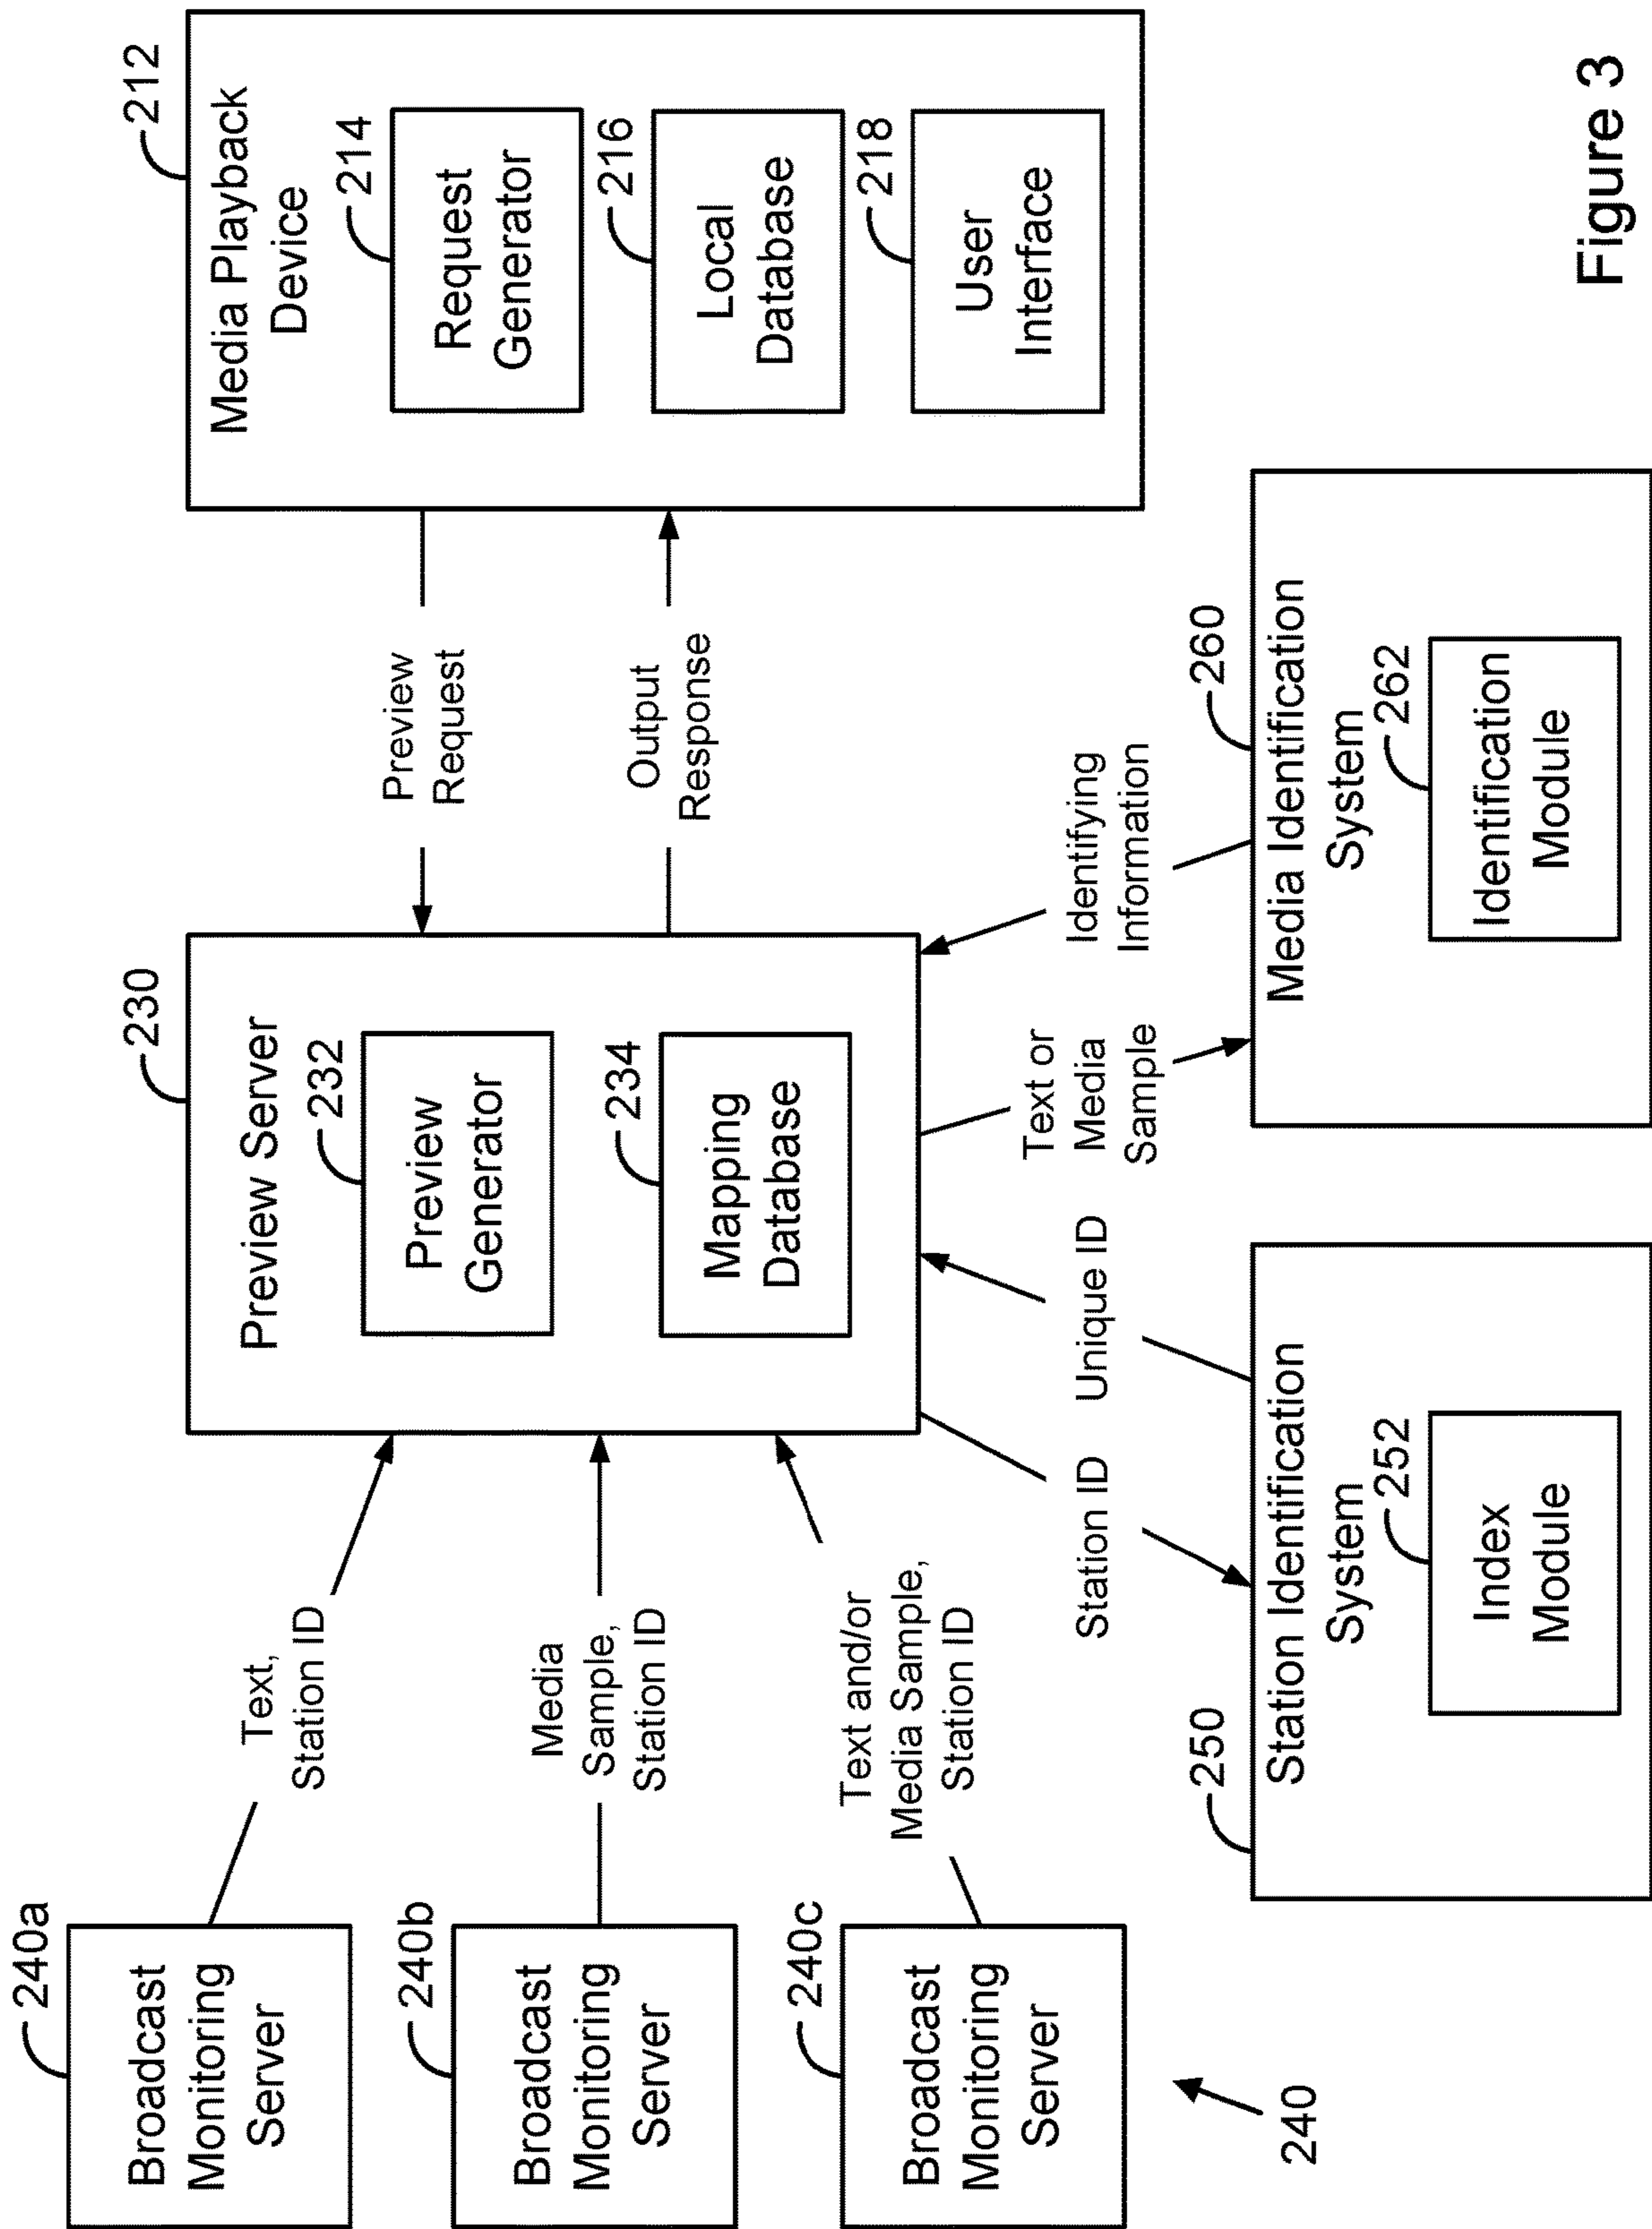 240a
Broadcast
Monitoring
Server
240b
Broadcast
Monitoring
Server
240c
Broadcast
Monitoring
Server
240
Text,
Station ID
Media
Sample,
Station ID
Text and/or
Media Sample,
Station ID
230
Preview Server
232
Preview
Generator
234
Mapping
Database
Preview
Request
Output
Response
212
Media Playback
Device
214
Request
Generator
216
Local
Database
218
User
Interface
Station ID
Unique ID
Text or
Media
Sample
Identifying
Information
250
Station Identification
System
252
Index
Module
260
Media Identification
System
262
Identification
Module
Figure 3